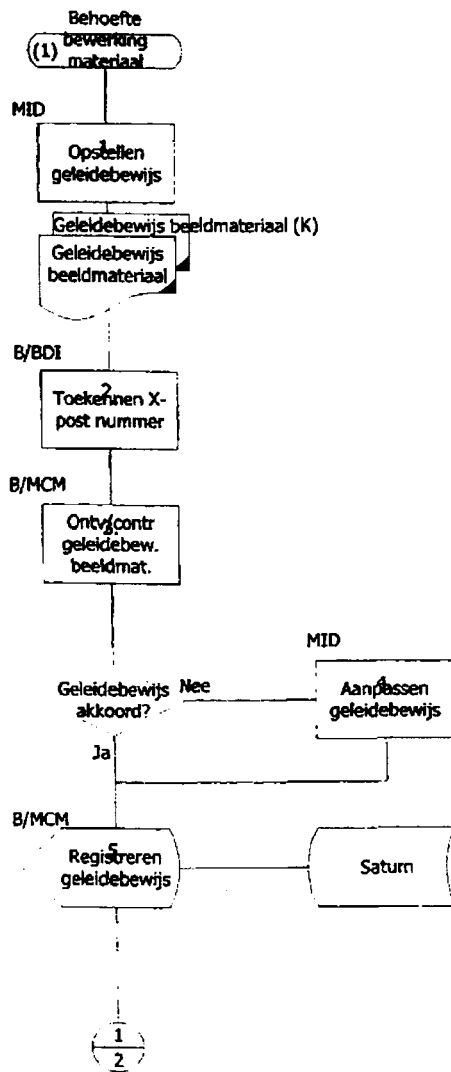 Behoefte
bewerking
(1) materiaal
MID
1
Opstellen
geleidebewijs
Geleidebewijs beeldmateriaal (K)
Geleidebewijs
beeldmateriaal
B/BDI
2
Toekennen X-
post nummer
B/MCM
3.
Ontv/contr
geleidebew.
beeldmat.
MID
Geleidebewijs
akkoord?
Nee
4
Aanpassen
geleidebewijs
Ja
B/MCM
5
Registreren
geleidebewijs
Saturn
1
2